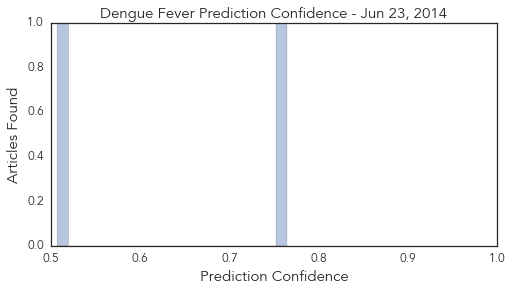 Dengue Fever Prediction Confidence - Jun 23, 2014
Articles Found
1.0
0.8
0.6
0.4
0.2
0.0
0.5 0.6 0.7 0.8 0.9 1.0
Prediction Confidence